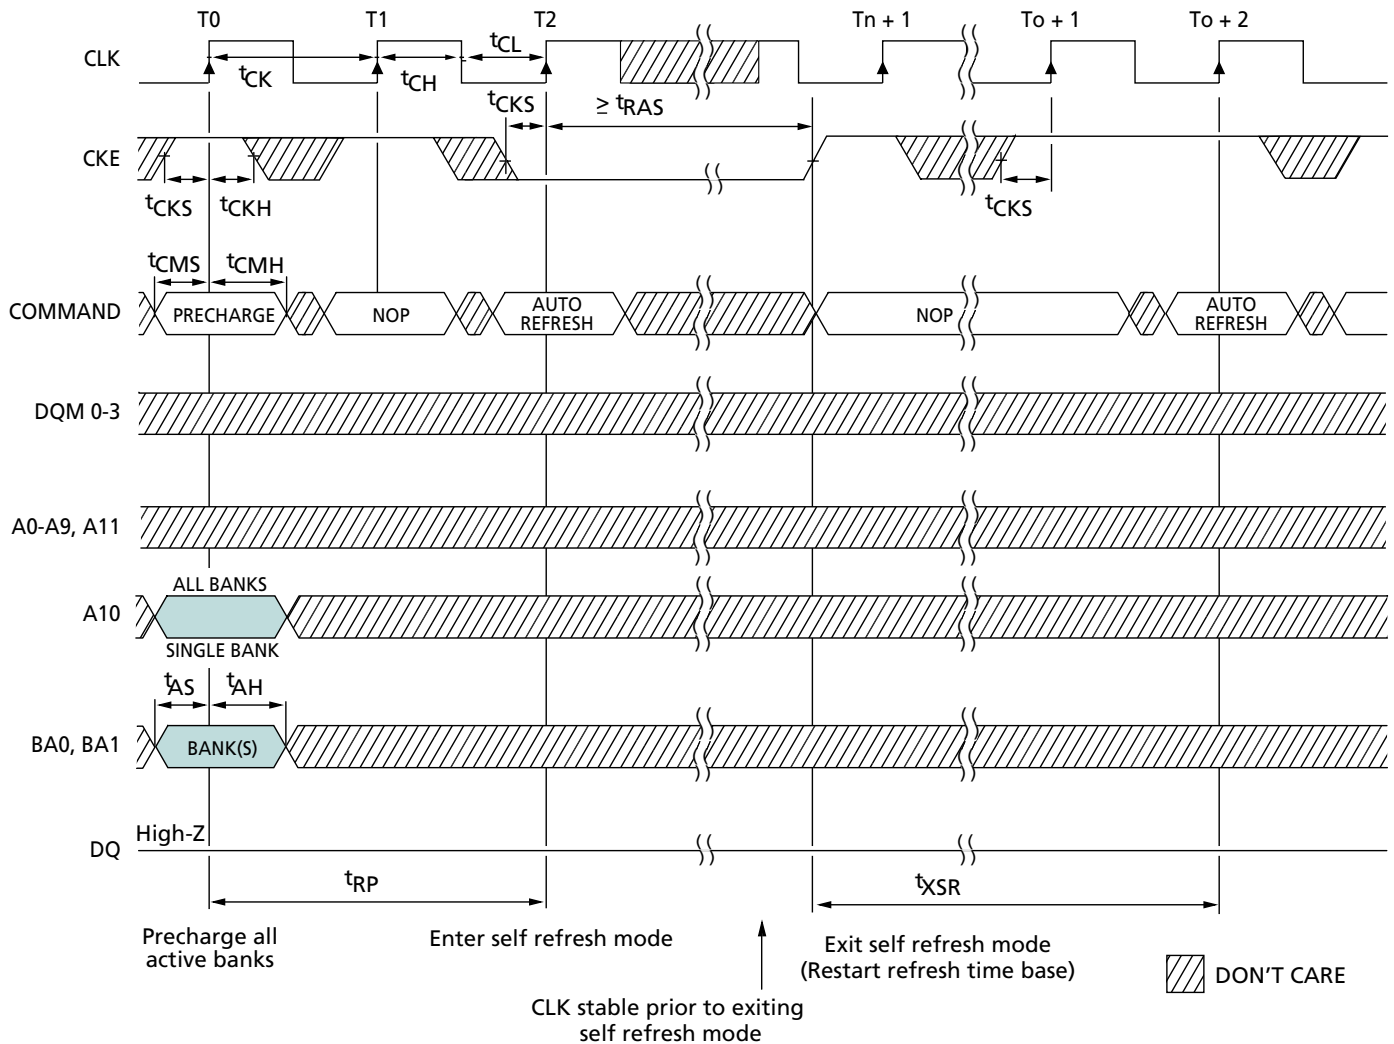 T0 T1 T2 Tn + 1 To + 1 To + 2
CLK
tCK tCH tCL
tCKS ≥ tRAS
CKE
tCKS tCKH tCKS
tCMS tCMH
COMMAND PRECHARGE NOP AUTO REFRESH NOP AUTO REFRESH
DQM 0-3
A0-A9, A11
ALL BANKS
A10
SINGLE BANK
tAS tAH
BA0, BA1 BANK(S)
High-Z
DQ
tRP tXSR
Precharge all
active banks
Enter self refresh mode
CLK stable prior to exiting
self refresh mode
Exit self refresh mode
(Restart refresh time base)
DON'T CARE